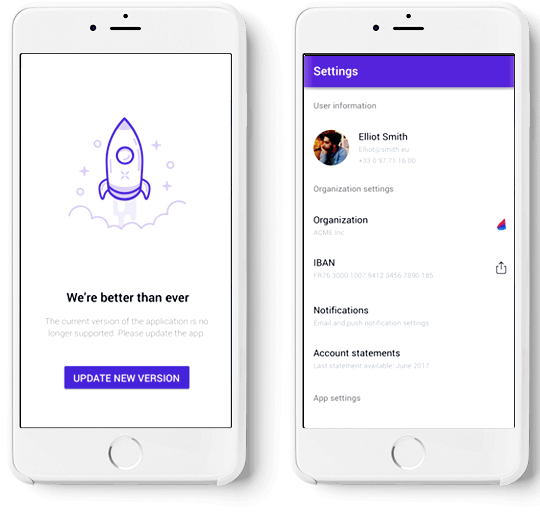 We're better than ever
The current version of the application is no
longer supported. Please update the app
UPDATE NEW VERSION
Settings
User information
Elliot Smith
Elliot@smith.eu
+33 0 97 71 16 00
Organization settings
Organization
ACME Inc
IBAN
FR76 3000 1007 9412 3456 7890 185
Notifications
Email and push notification settings
Account statements
Last statement available: June 2017
App settings